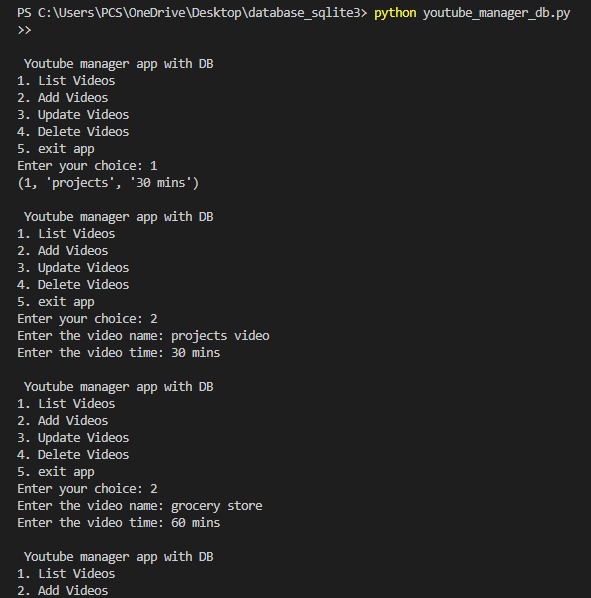 PS C:\Users\PCS\OneDrive\Desktop\database_sqlite3> python youtube_manager_db.py
>>
Youtube manager app with DB
1. List Videos
2. Add Videos
3. Update Videos
4. Delete Videos
5. exit app
Enter your choice: 1
(1, 'projects', '30 mins')
Youtube manager app with DB
1. List Videos
2. Add Videos
3. Update Videos
4. Delete Videos
5. exit app
Enter your choice: 2
Enter the video name: projects video
Enter the video time: 30 mins
Youtube manager app with DB
1. List Videos
2. Add Videos
3. Update Videos
4. Delete Videos
5. exit app
Enter your choice: 2
Enter the video name: grocery store
Enter the video time: 60 mins
Youtube manager app with DB
1. List Videos
2. Add Videos